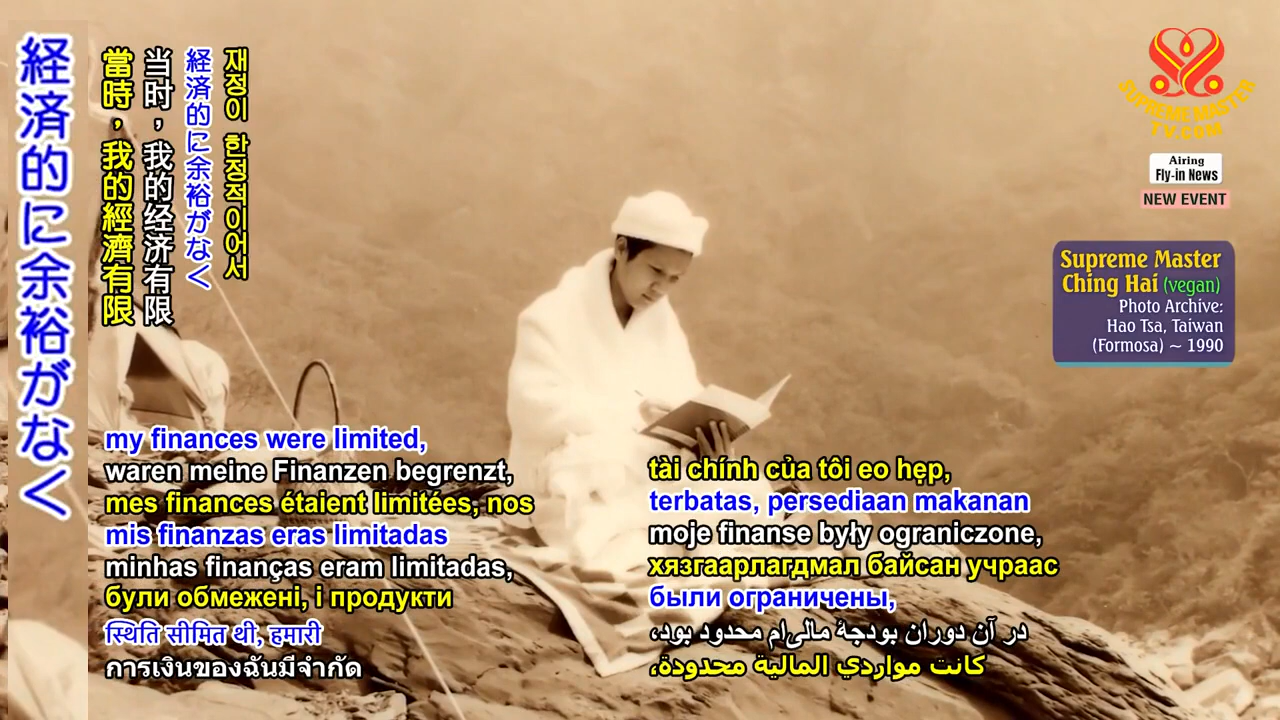 経済的に余裕がなく
當時，我的經濟有限
当时，我的经济有限
経済的に余裕がなく
재정이 한정적이어서
SUPREME MASTER
TV.COM
Airing
Fly-in News
NEW EVENT
Supreme Master
Ching Hai (vegan)
Photo Archive:
Hao Tsa, Taiwan
(Formosa) ~ 1990
my finances were limited,
waren meine Finanzen begrenzt,
mes finances étaient limitées, nos
mis finanzas eras limitadas
minhas finanças eram limitadas,
були обмежені, і продукти
स्थिति सीमित थी, हमारी
การเงินของฉันมีจำกัด
tài chính của tôi eo hẹp,
terbatas, persediaan makanan
moje finanse były ograniczone,
хязгаарлагдмал байсан учраас
были ограничены,
در آن دوران بودجهٔ مالی‌ام محدود بود،
كانت مواردي المالية محدودة،